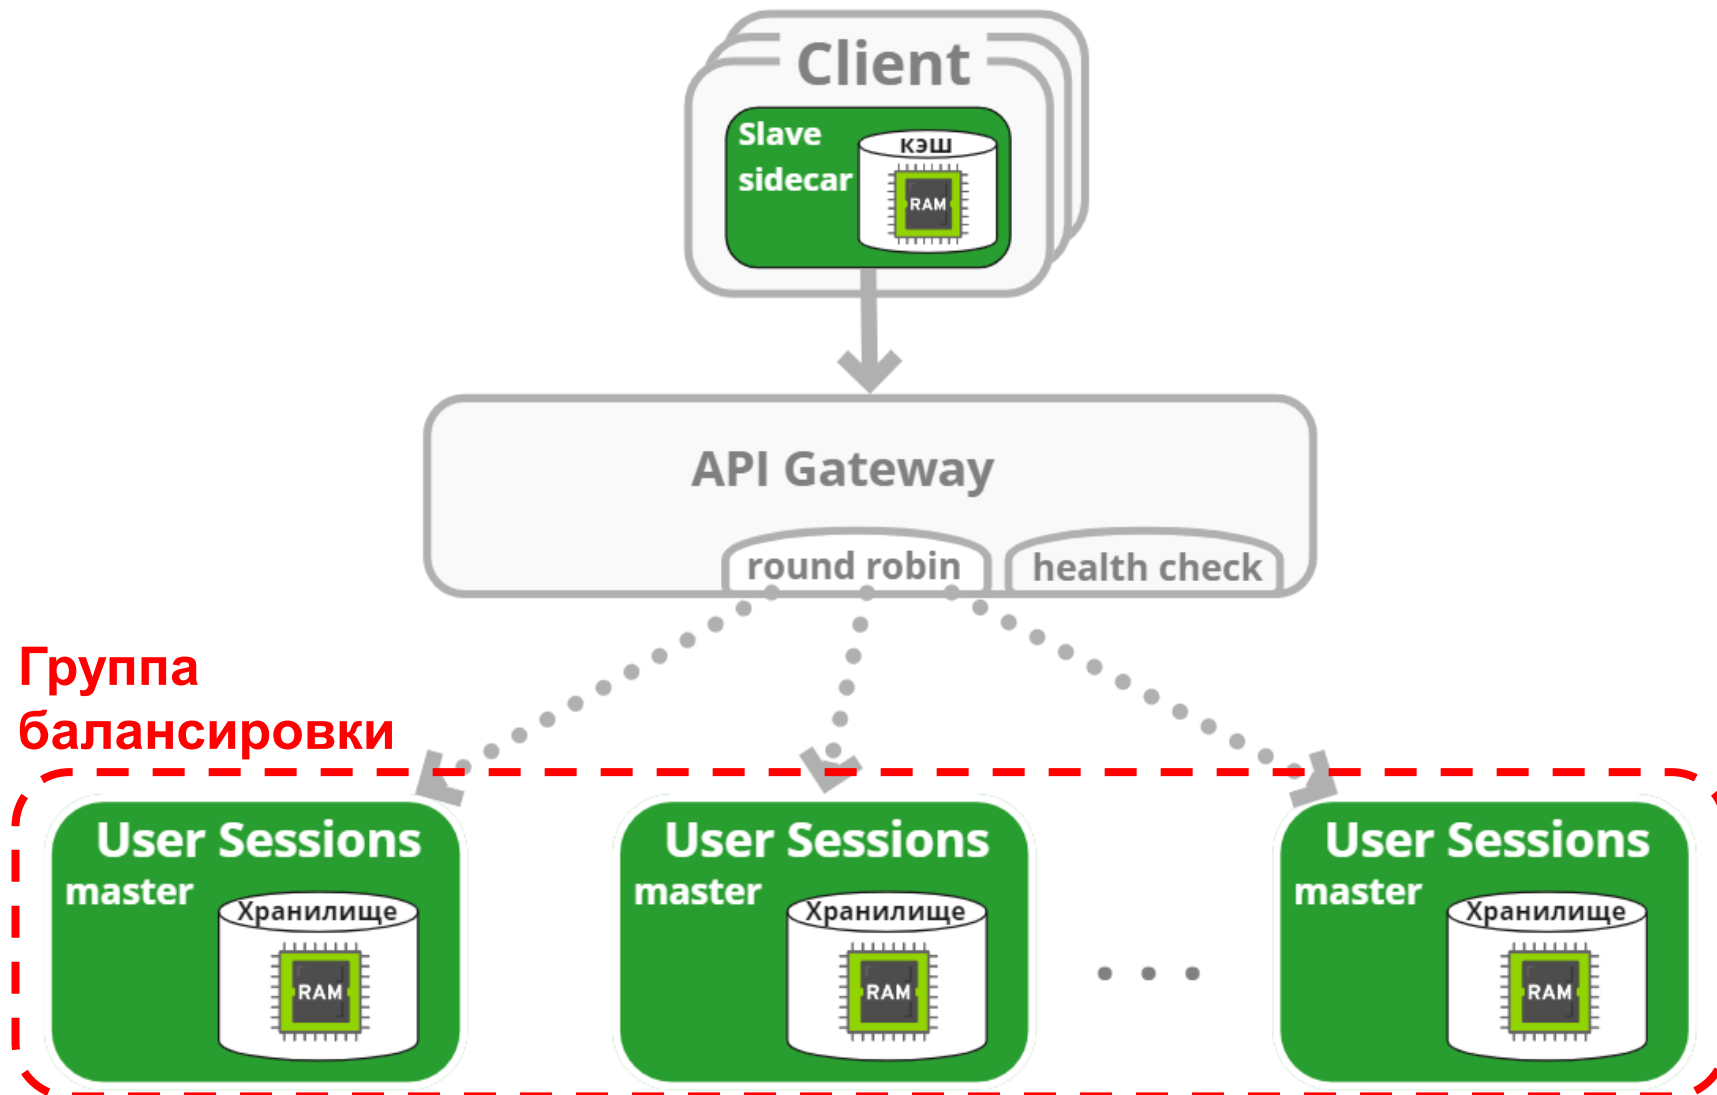 Client
Slave
sidecar
кэш
RAM
API Gateway
round robin
health check
Группа
балансировки
User Sessions
master
Хранилище
RAM
User Sessions
master
Хранилище
RAM
User Sessions
master
Хранилище
RAM